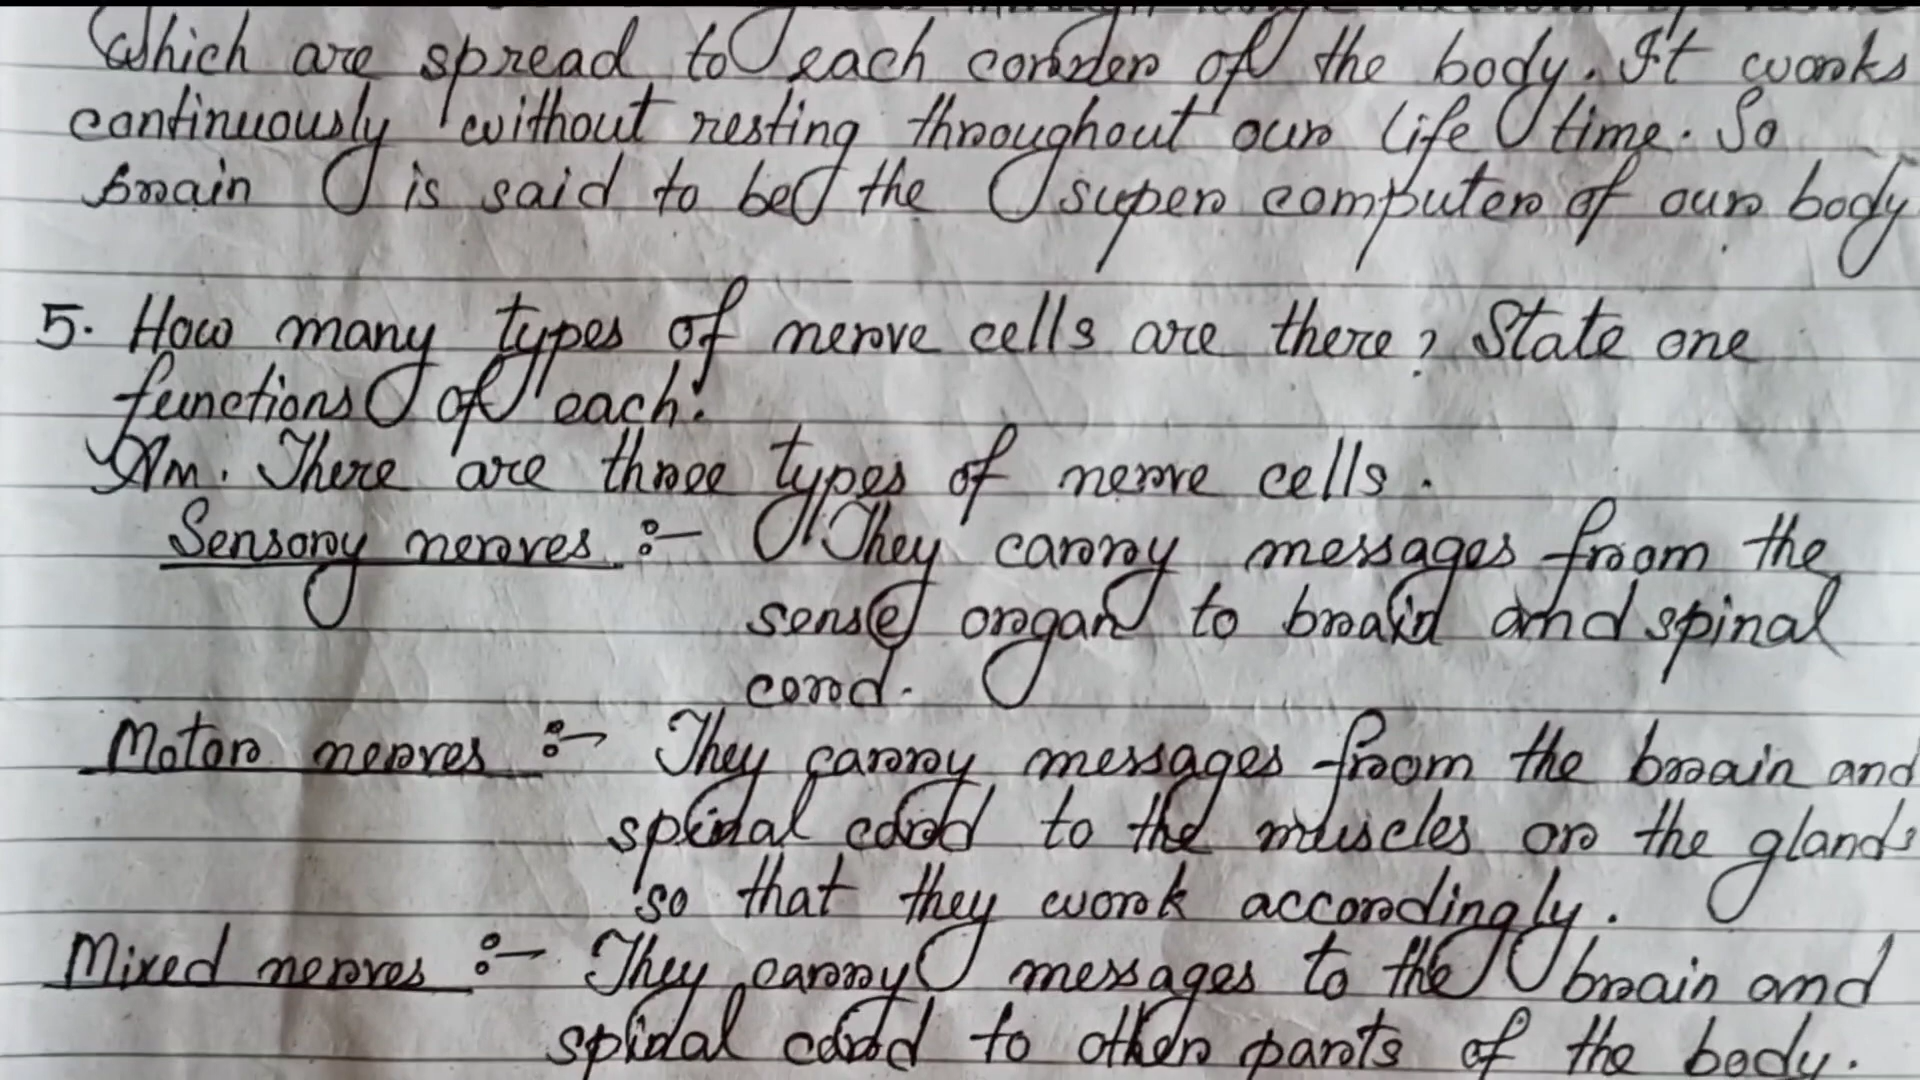 Which are spread to each corner of the body. It works
continuously without resting throughout our life time. So
brain is said to be the super computer of our body
5. How many types of nerve cells are there? State one
functions of each.
Ans. There are three types of nerve cells.
Sensory nerves :- They carry messages from the
sense organ to brain and spinal
cord.
Motor nerves :- They carry messages from the brain and
spinal cord to the muscles or the glands
so that they work accordingly.
Mixed nerves :- They carry messages to the brain and
spinal cord to other parts of the body.